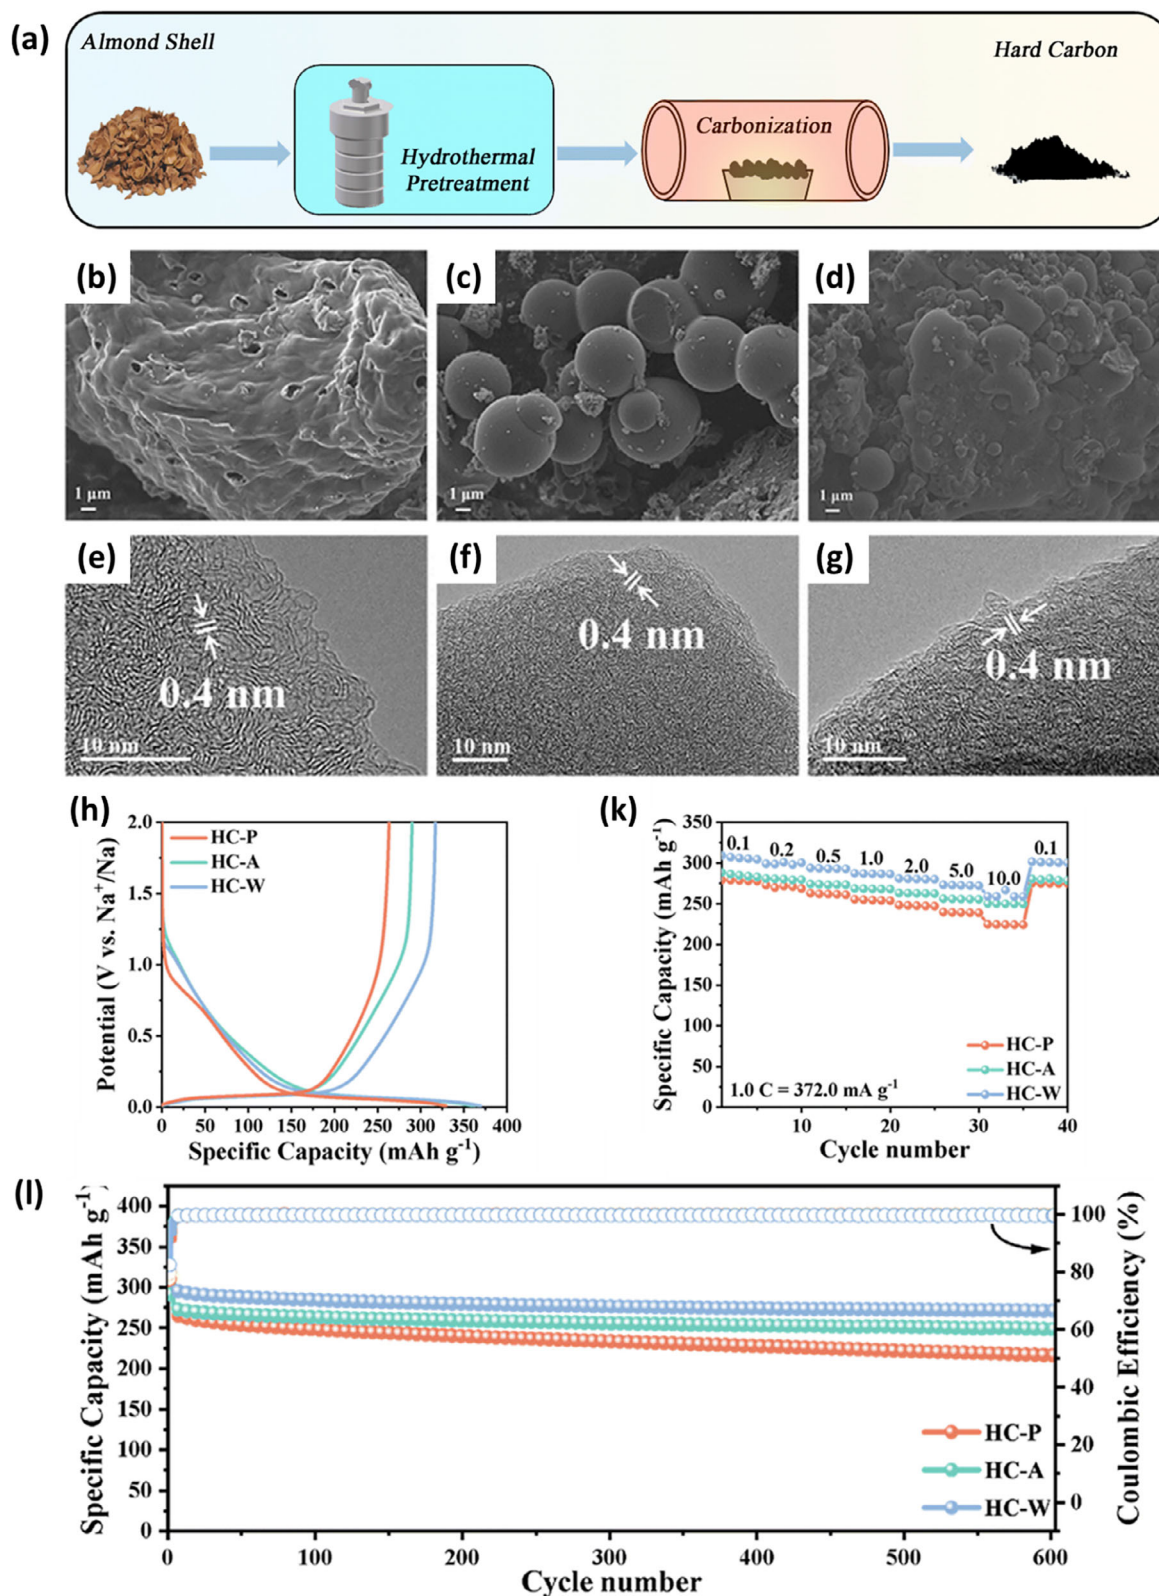 (a)
Almond Shell
Hard Carbon
Hydrothermal
Pretreatment
Carbonization
(b)
1 μm
(c)
1 μm
(d)
1 μm
(e)
0.4 nm
10 nm
(f)
0.4 nm
10 nm
(g)
0.4 nm
10 nm
(h)
Potential (V vs. Na⁺/Na)
2.0
1.5
1.0
0.5
0.0
HC-P
HC-A
HC-W
0 50 100 150 200 250 300 350 400
Specific Capacity (mAh g⁻¹)
(k)
Specific Capacity (mAh g⁻¹)
350
300
250
200
150
100
50
0
0.1 0.2 0.5 1.0 2.0 5.0 10.0 0.1
HC-P
HC-A
HC-W
1.0 C = 372.0 mA g⁻¹
10 20 30 40
Cycle number
(l)
Specific Capacity (mAh g⁻¹)
400
350
300
250
200
150
100
50
0
HC-P
HC-A
HC-W
100
80
60
40
20
0
Coulombic Efficiency (%)
0 100 200 300 400 500 600
Cycle number